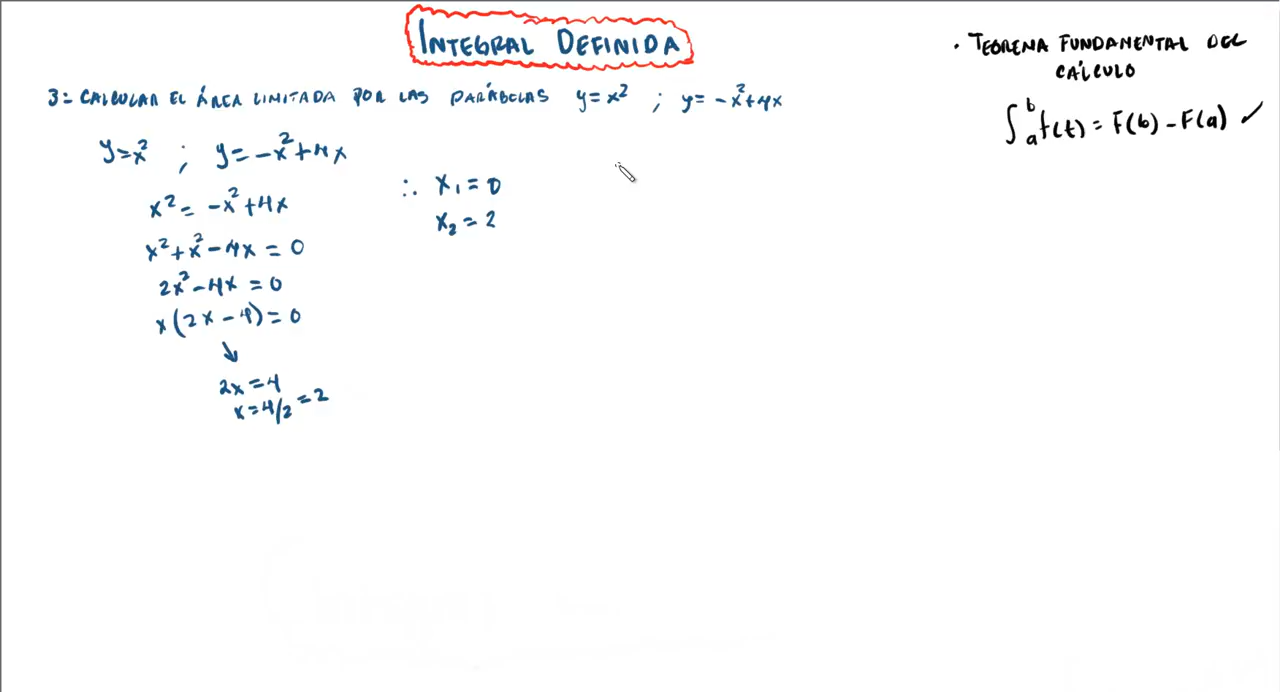 INTEGRAL DEFINIDA
3= CALCULAR EL ÁREA LIMITADA POR LAS PARÁBOLAS y=x² ; y=-x²+4x
y=x² ; y=-x²+4x
x²=-x²+4x
x²+x²-4x=0
2x²-4x=0
x(2x-4)=0
↓
2x=4
x=4/2=2
∴ x₁=0
x₂=2
· TEOREMA FUNDAMENTAL DEL
CÁLCULO
∫ₐᵇ f(t)=F(b)-F(a) ✓